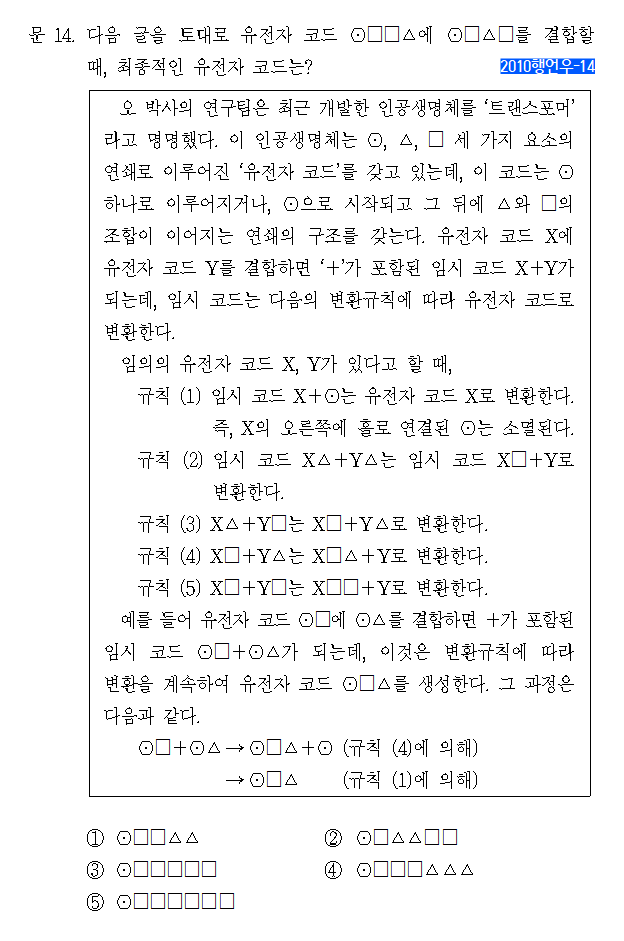 문 14. 다음 글을 토대로 유전자 코드 ⊙□□△에 ⊙□△□를 결합할
때, 최종적인 유전자 코드는?
2010행언우-14
오 박사의 연구팀은 최근 개발한 인공생명체를 ‘트랜스포머’
라고 명명했다. 이 인공생명체는 ⊙, △, □ 세 가지 요소의
연쇄로 이루어진 ‘유전자 코드’를 갖고 있는데, 이 코드는 ⊙
하나로 이루어지거나, ⊙으로 시작되고 그 뒤에 △와 □의
조합이 이어지는 연쇄의 구조를 갖는다. 유전자 코드 X에
유전자 코드 Y를 결합하면 ‘+’가 포함된 임시 코드 X+Y가
되는데, 임시 코드는 다음의 변환규칙에 따라 유전자 코드로
변환한다.
임의의 유전자 코드 X, Y가 있다고 할 때,
규칙 (1) 임시 코드 X+⊙는 유전자 코드 X로 변환한다.
즉, X의 오른쪽에 홀로 연결된 ⊙는 소멸된다.
규칙 (2) 임시 코드 X△+Y△는 임시 코드 X□+Y로
변환한다.
규칙 (3) X△+Y□는 X□+Y△로 변환한다.
규칙 (4) X□+Y△는 X□△+Y로 변환한다.
규칙 (5) X□+Y□는 X□□+Y로 변환한다.
예를 들어 유전자 코드 ⊙□에 ⊙△를 결합하면 +가 포함된
임시 코드 ⊙□+⊙△가 되는데, 이것은 변환규칙에 따라
변환을 계속하여 유전자 코드 ⊙□△를 생성한다. 그 과정은
다음과 같다.
⊙□+⊙△→⊙□△+⊙ (규칙 (4)에 의해)
→⊙□△ (규칙 (1)에 의해)
① ⊙□□△△ ② ⊙□△△□□
③ ⊙□□□□□ ④ ⊙□□□△△△
⑤ ⊙□□□□□□